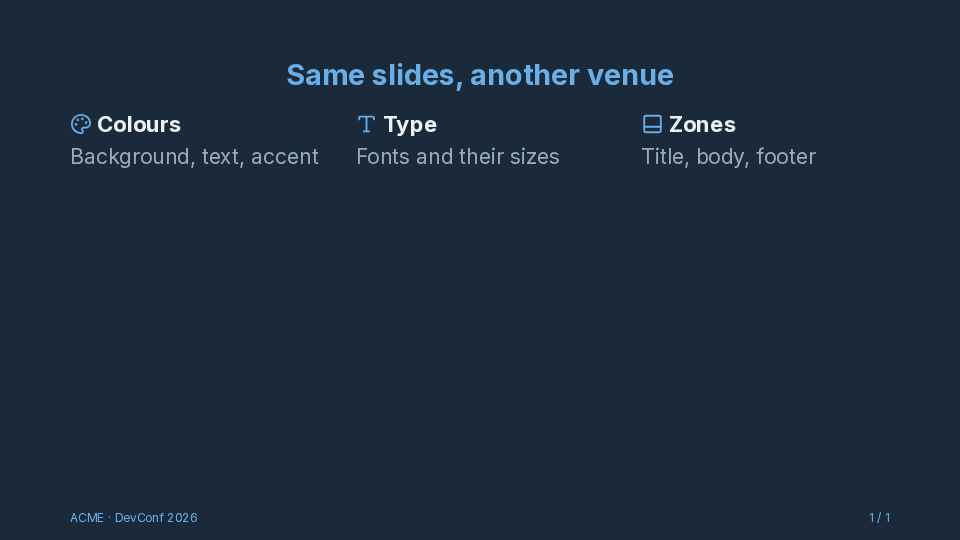 Same slides, another venue
Colours
Background, text, accent
Type
Fonts and their sizes
Zones
Title, body, footer
ACME · DevConf 2026
1 / 1